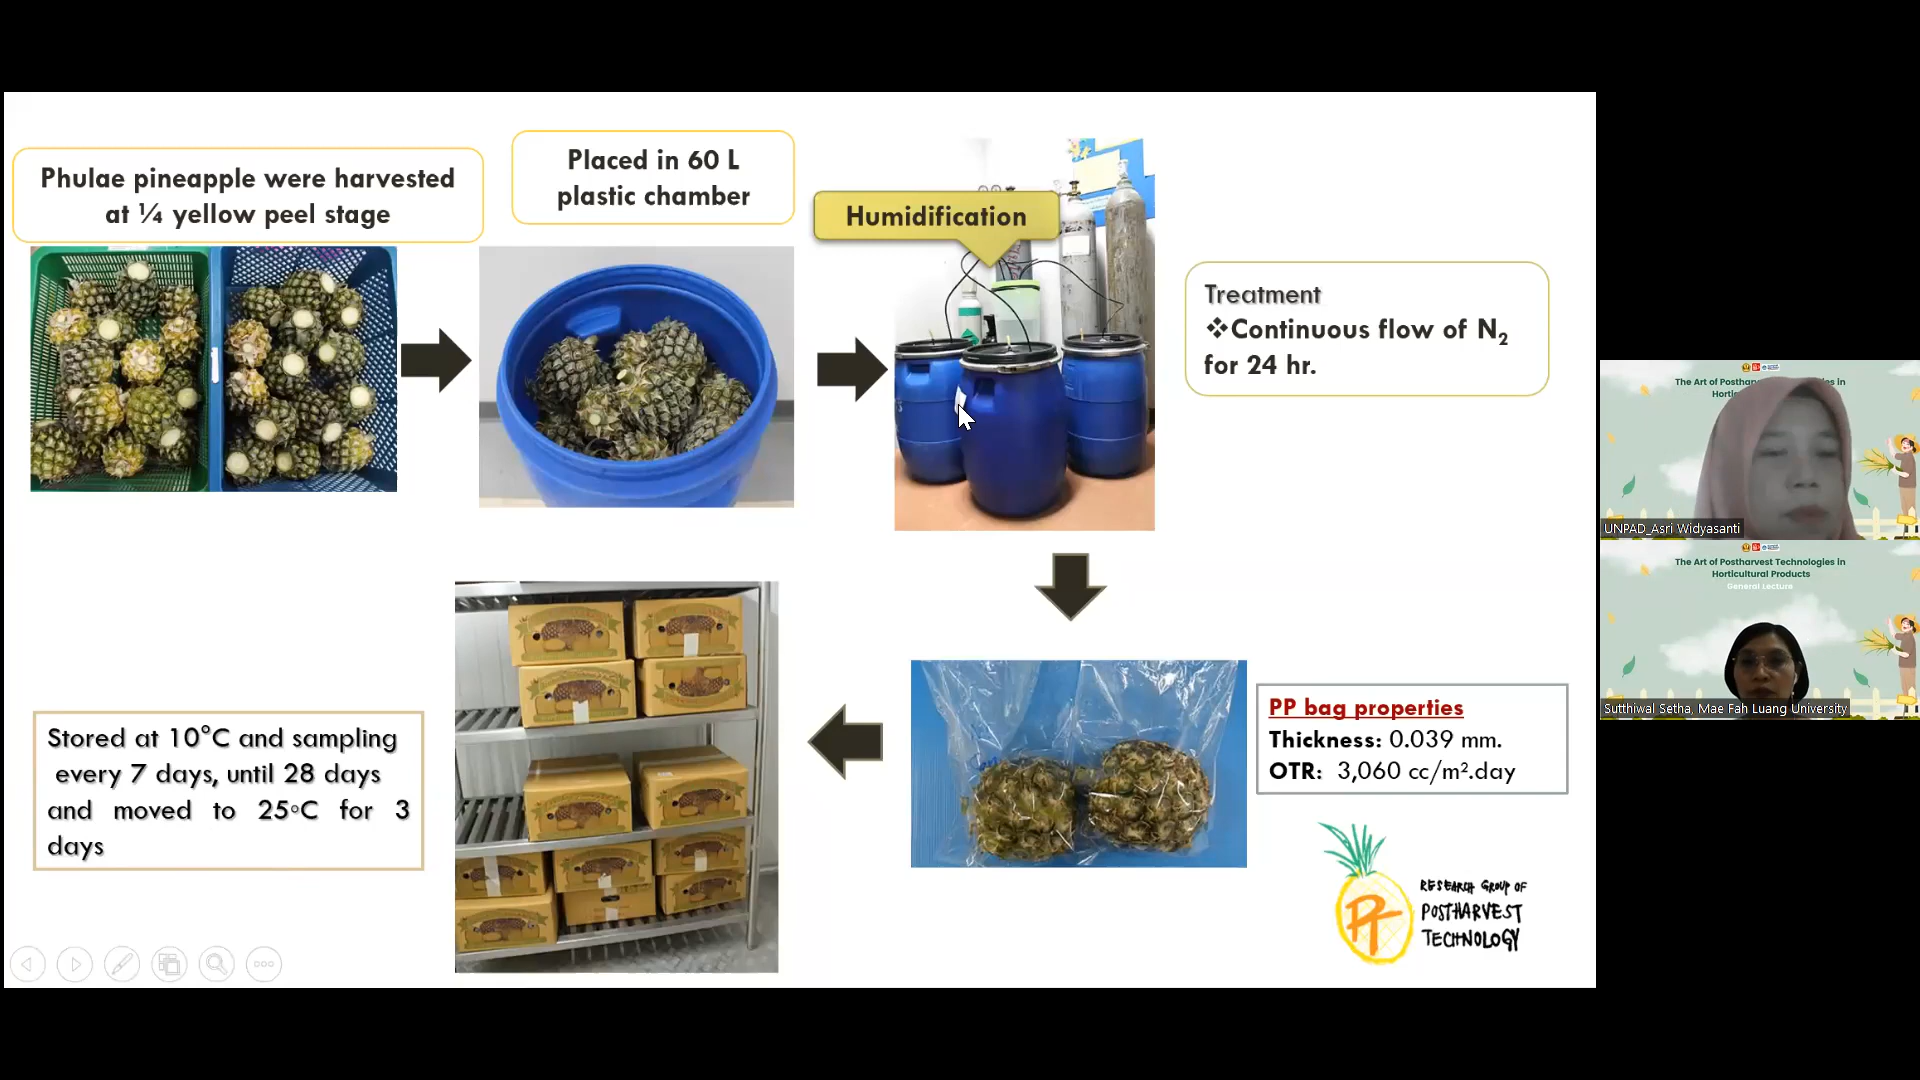 Phulae pineapple were harvested
at ¼ yellow peel stage
Placed in 60 L
plastic chamber
Humidification
Treatment
❖Continuous flow of N₂
for 24 hr.
PP bag properties
Thickness: 0.039 mm.
OTR: 3,060 cc/m².day
Stored at 10°C and sampling
every 7 days, until 28 days
and moved to 25◦C for 3
days
RESEARCH GROUP OF
POSTHARVEST
TECHNOLOGY
PT
UNPAD_Asri Widyasanti
The Art of Postharvest Technologies in
Horticultural Products
General Lecture
Sutthiwal Setha, Mae Fah Luang University